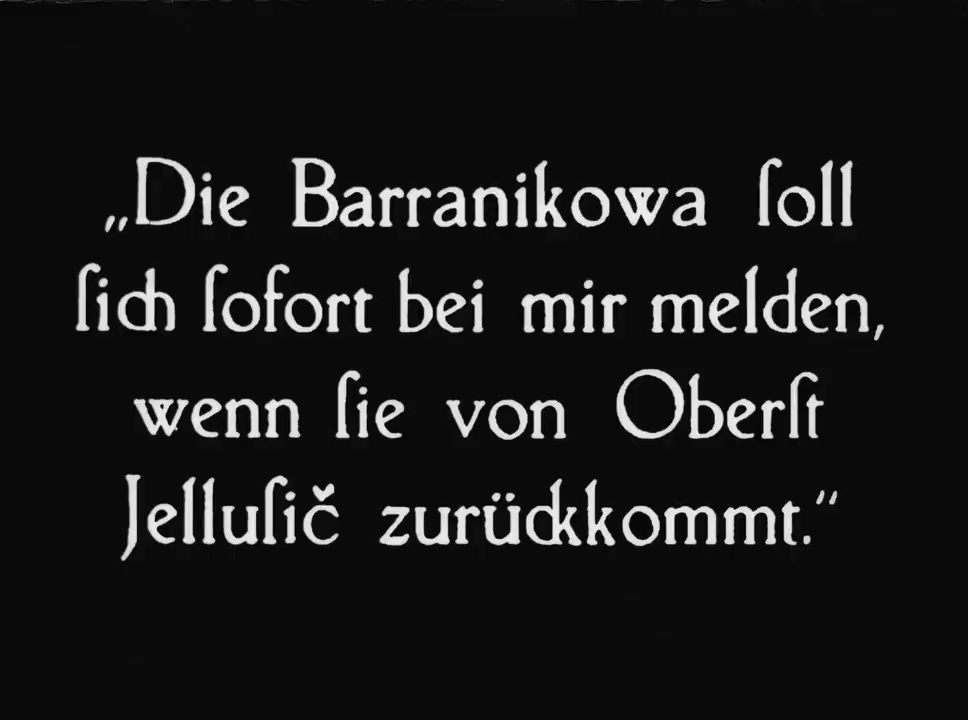 „Die Barranikowa ſoll
ſich ſofort bei mir melden,
wenn ſie von Oberſt
Jelluſič zurückkommt.“